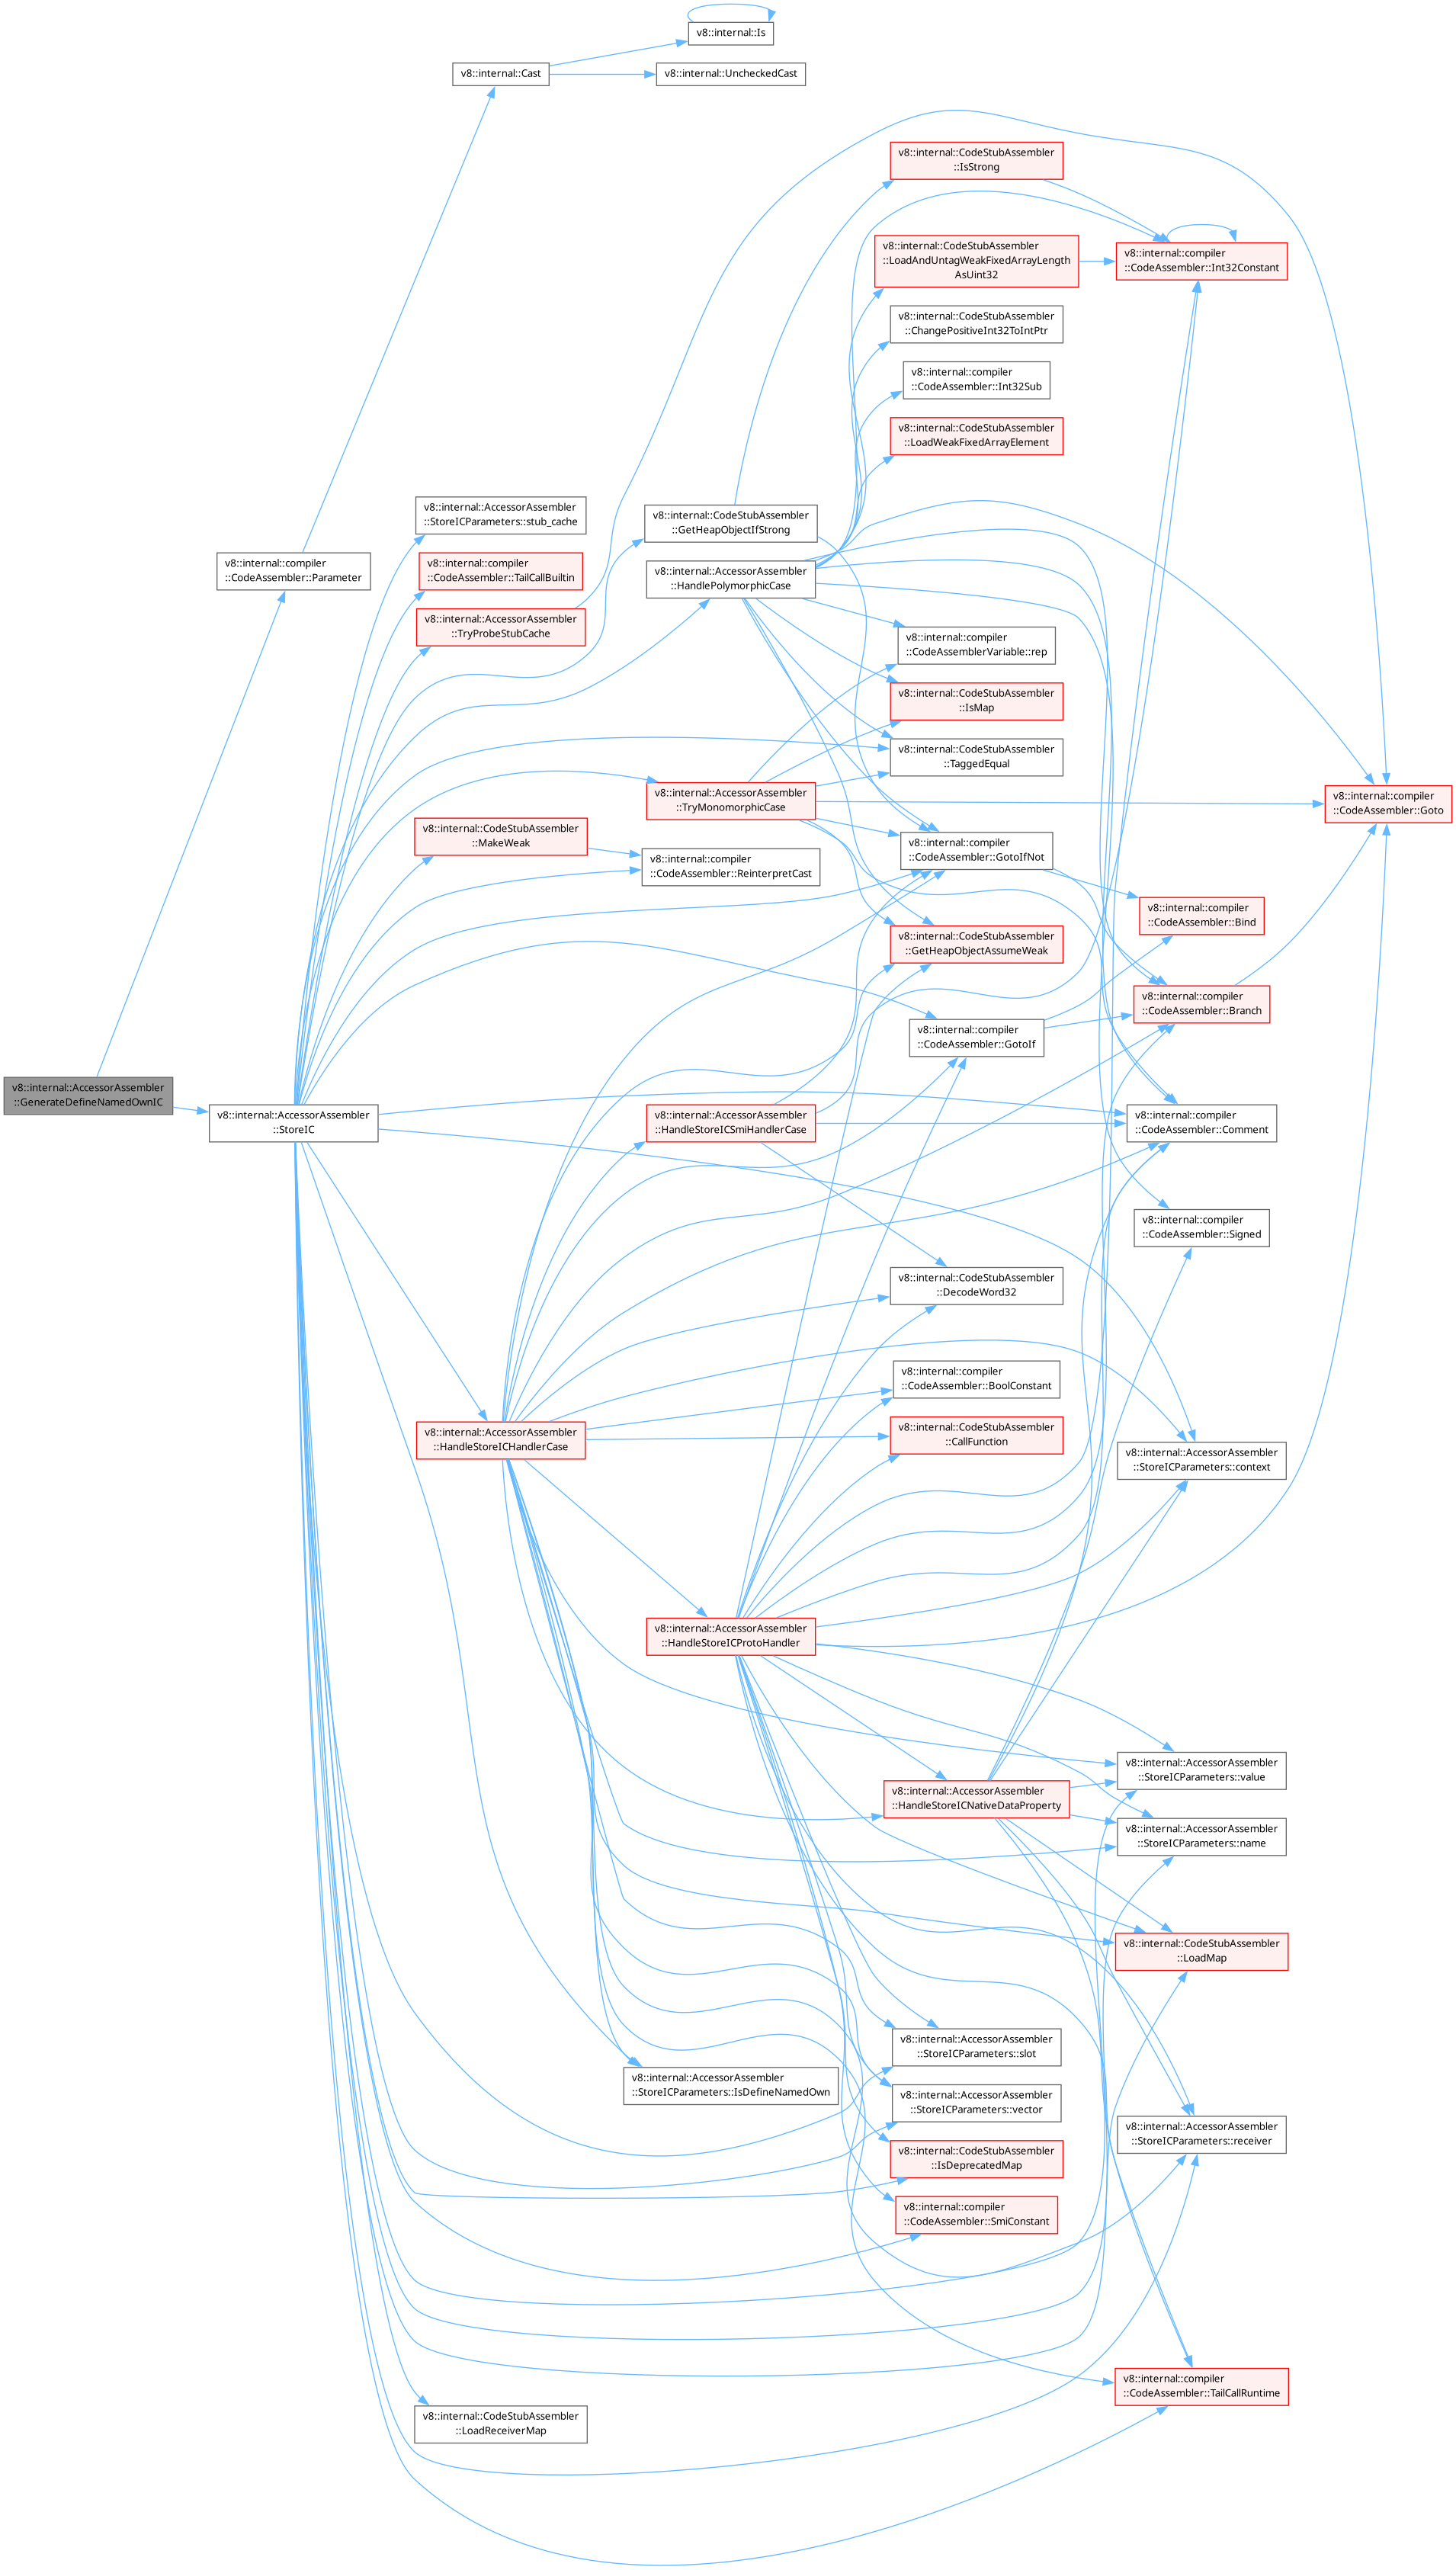 v8::internal::Is
v8::internal::Cast
v8::internal::UncheckedCast
v8::internal::CodeStubAssembler
::IsStrong
v8::internal::CodeStubAssembler
::LoadAndUntagWeakFixedArrayLength
AsUint32
v8::internal::compiler
::CodeAssembler::Int32Constant
v8::internal::CodeStubAssembler
::ChangePositiveInt32ToIntPtr
v8::internal::compiler
::CodeAssembler::Int32Sub
v8::internal::CodeStubAssembler
::LoadWeakFixedArrayElement
v8::internal::AccessorAssembler
::StoreICParameters::stub_cache
v8::internal::CodeStubAssembler
::GetHeapObjectIfStrong
v8::internal::compiler
::CodeAssembler::Parameter
v8::internal::compiler
::CodeAssembler::TailCallBuiltin
v8::internal::AccessorAssembler
::HandlePolymorphicCase
v8::internal::AccessorAssembler
::TryProbeStubCache
v8::internal::compiler
::CodeAssemblerVariable::rep
v8::internal::CodeStubAssembler
::IsMap
v8::internal::CodeStubAssembler
::TaggedEqual
v8::internal::AccessorAssembler
::TryMonomorphicCase
v8::internal::compiler
::CodeAssembler::Goto
v8::internal::CodeStubAssembler
::MakeWeak
v8::internal::compiler
::CodeAssembler::ReinterpretCast
v8::internal::compiler
::CodeAssembler::GotoIfNot
v8::internal::compiler
::CodeAssembler::Bind
v8::internal::CodeStubAssembler
::GetHeapObjectAssumeWeak
v8::internal::compiler
::CodeAssembler::Branch
v8::internal::compiler
::CodeAssembler::GotoIf
v8::internal::AccessorAssembler
::GenerateDefineNamedOwnIC
v8::internal::AccessorAssembler
::StoreIC
v8::internal::AccessorAssembler
::HandleStoreICSmiHandlerCase
v8::internal::compiler
::CodeAssembler::Comment
v8::internal::compiler
::CodeAssembler::Signed
v8::internal::CodeStubAssembler
::DecodeWord32
v8::internal::compiler
::CodeAssembler::BoolConstant
v8::internal::AccessorAssembler
::HandleStoreICHandlerCase
v8::internal::CodeStubAssembler
::CallFunction
v8::internal::AccessorAssembler
::StoreICParameters::context
v8::internal::AccessorAssembler
::HandleStoreICProtoHandler
v8::internal::AccessorAssembler
::StoreICParameters::value
v8::internal::AccessorAssembler
::HandleStoreICNativeDataProperty
v8::internal::AccessorAssembler
::StoreICParameters::name
v8::internal::CodeStubAssembler
::LoadMap
v8::internal::AccessorAssembler
::StoreICParameters::slot
v8::internal::AccessorAssembler
::StoreICParameters::IsDefineNamedOwn
v8::internal::AccessorAssembler
::StoreICParameters::vector
v8::internal::AccessorAssembler
::StoreICParameters::receiver
v8::internal::CodeStubAssembler
::IsDeprecatedMap
v8::internal::compiler
::CodeAssembler::SmiConstant
v8::internal::compiler
::CodeAssembler::TailCallRuntime
v8::internal::CodeStubAssembler
::LoadReceiverMap